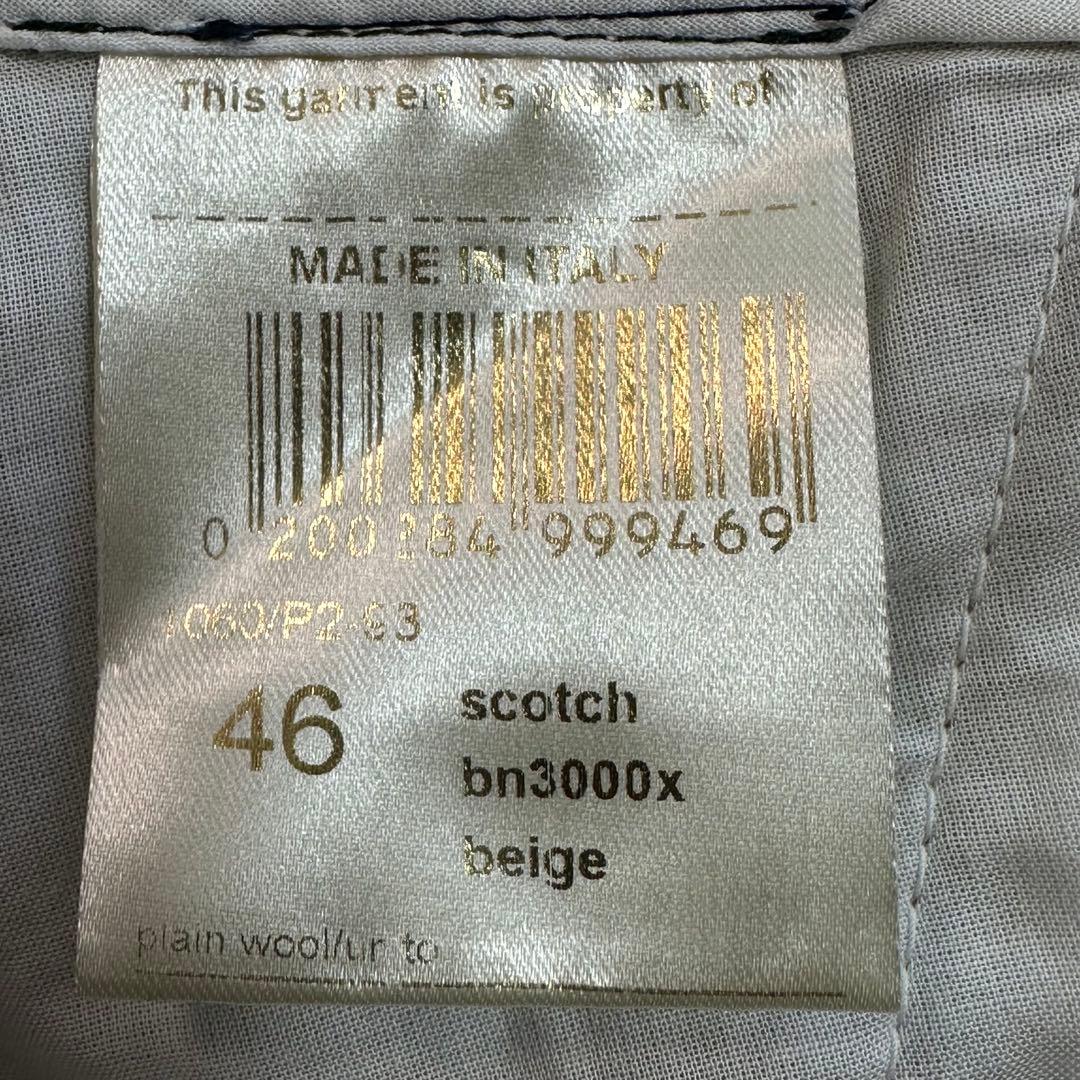 This garment is property of
MADE IN ITALY
0 200284 999469
46
scotch
bn3000x
beige
plain wool/ur to